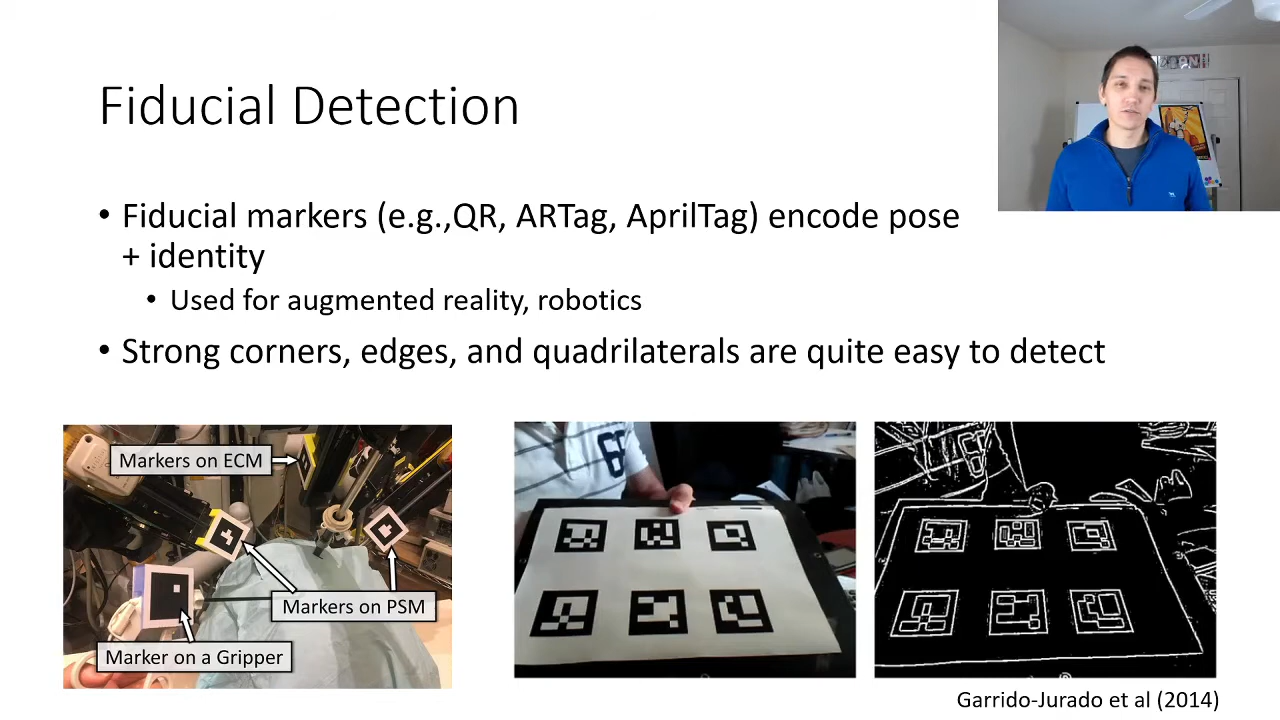 Fiducial Detection
• Fiducial markers (e.g.,QR, ARTag, AprilTag) encode pose
+ identity
• Used for augmented reality, robotics
• Strong corners, edges, and quadrilaterals are quite easy to detect
Markers on ECM
Markers on PSM
Marker on a Gripper
Garrido-Jurado et al (2014)